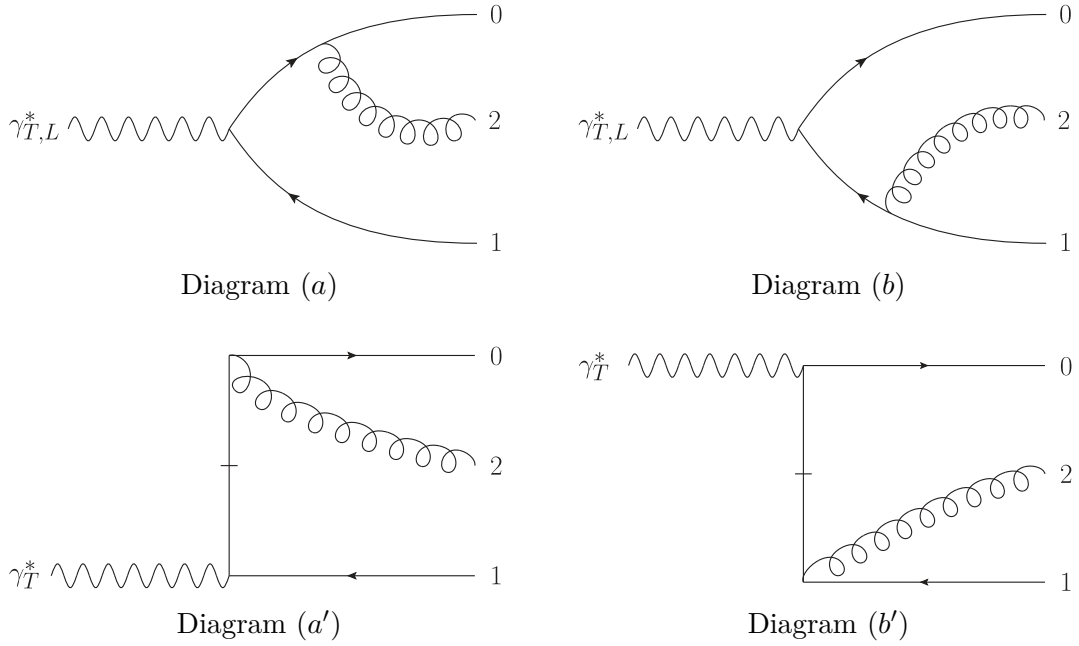 0
0
γ*T,L
2
γ*T,L
2
1
1
Diagram (a)
Diagram (b)
0
γ*T
0
2
2
γ*T
1
1
Diagram (a′)
Diagram (b′)